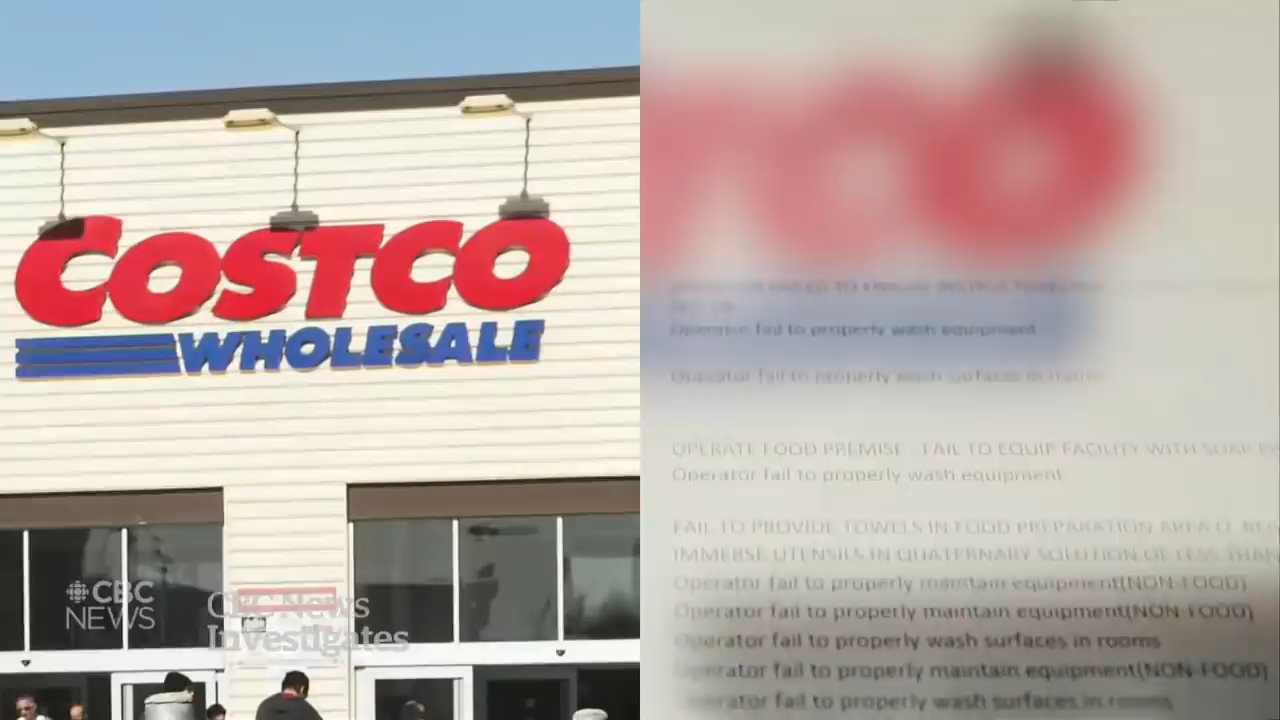 COSTCO
WHOLESALE
CBC
NEWS
CBC News
Investigates
CO
Operator fail to properly wash equipment
Operator fail to properly wash surfaces in rooms
OPERATE FOOD PREMISE - FAIL TO EQUIP FACILITY WITH SOAP
Operator fail to properly wash equipment
FAIL TO PROVIDE TOWELS IN FOOD PREPARATION AREA
IMMERSE UTENSILS IN QUATERNARY SOLUTION OF LESS THAN
Operator fail to properly maintain equipment(NON-FOOD)
Operator fail to properly maintain equipment(NON-FOOD)
Operator fail to properly wash surfaces in rooms
Operator fail to properly maintain equipment(NON-FOOD)
Operator fail to properly wash surfaces in rooms